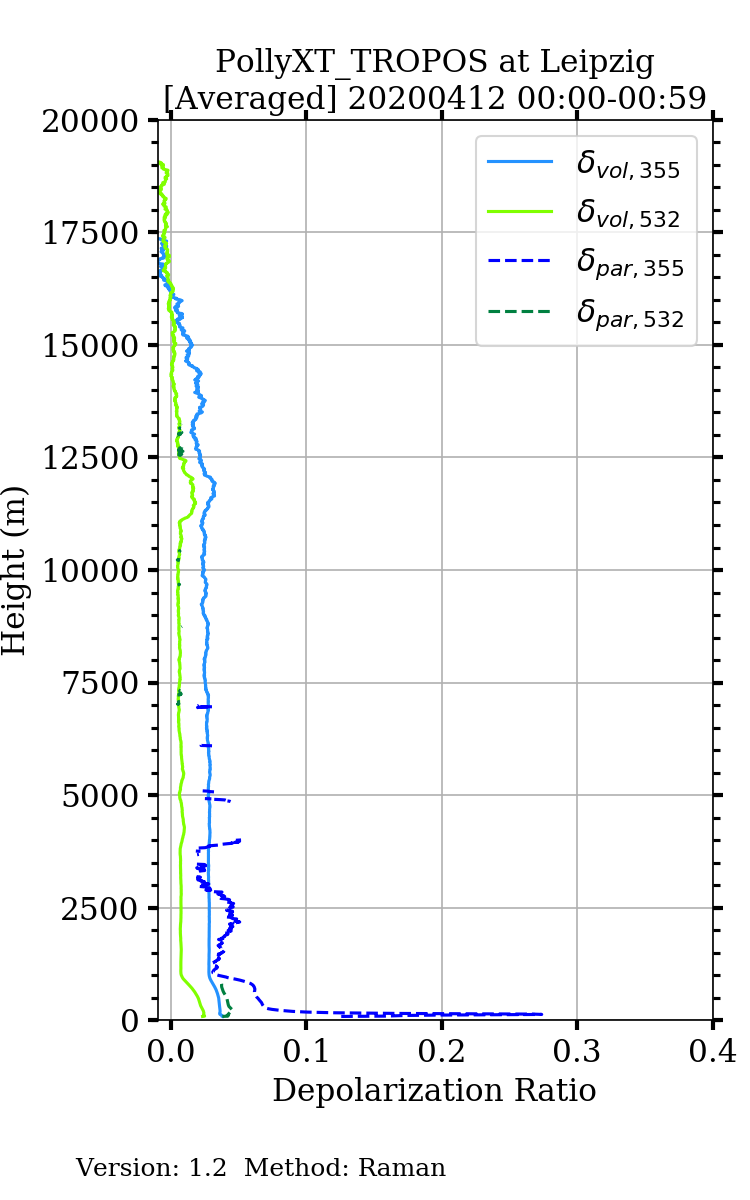 PollyXT_TROPOS at Leipzig
[Averaged] 20200412 00:00-00:59
20000
17500
15000
12500
10000
7500
5000
2500
0
Height (m)
δvol, 355
δvol, 532
δpar, 355
δpar, 532
0.0 0.1 0.2 0.3 0.4
Depolarization Ratio
Version: 1.2 Method: Raman